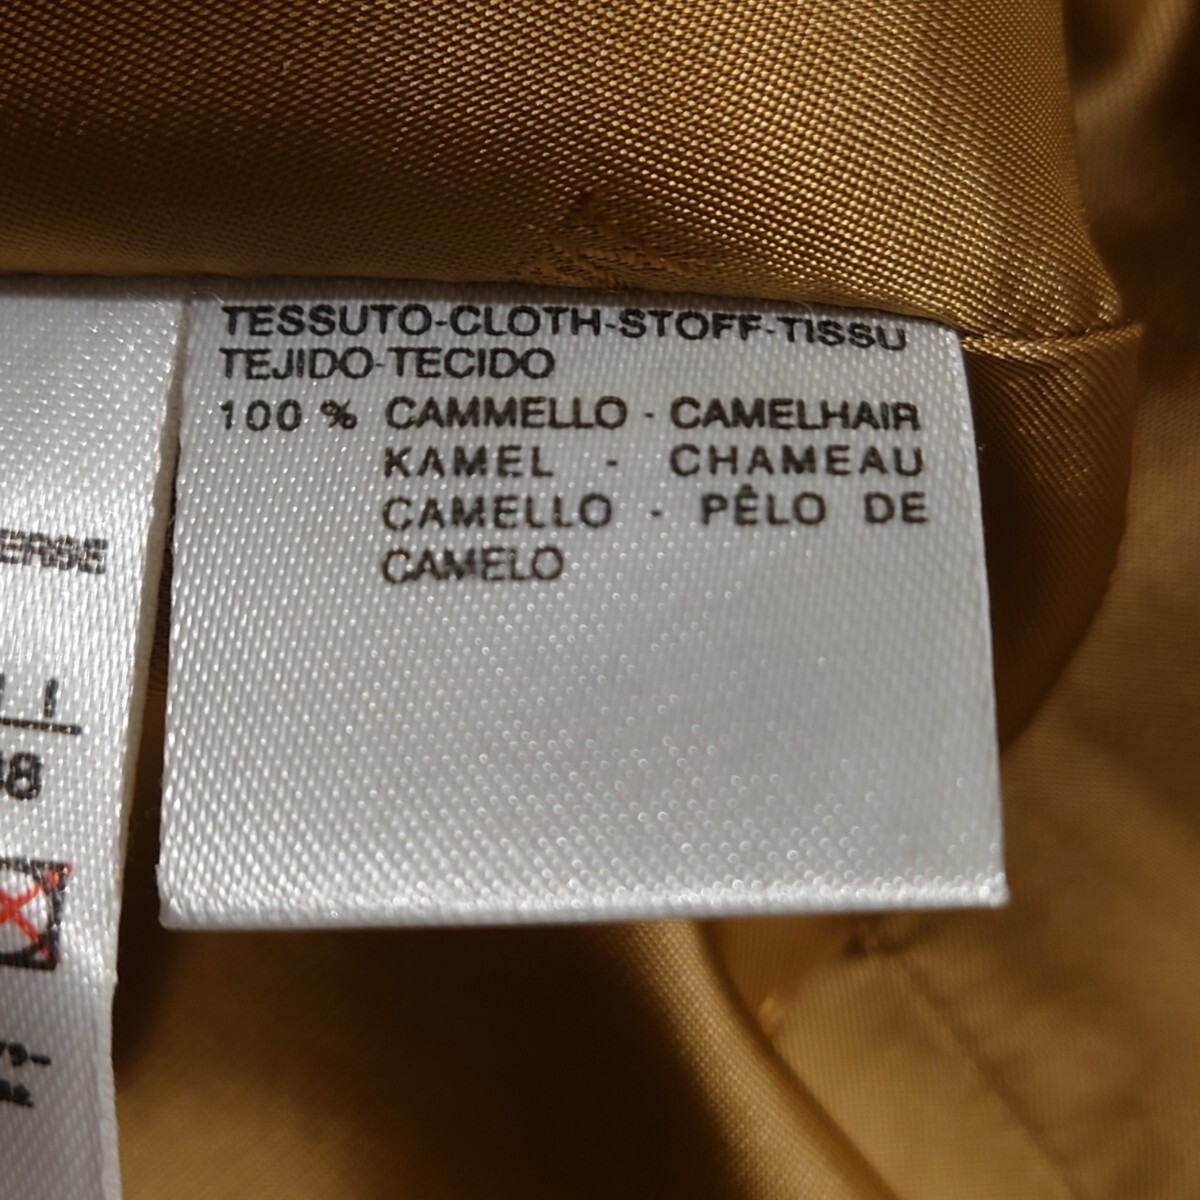 TESSUTO-CLOTH-STOFF-TISSU
TEJIDO-TECIDO
100 % CAMMELLO - CAMELHAIR
KAMEL - CHAMEAU
CAMELLO - PÊLO DE
CAMELO